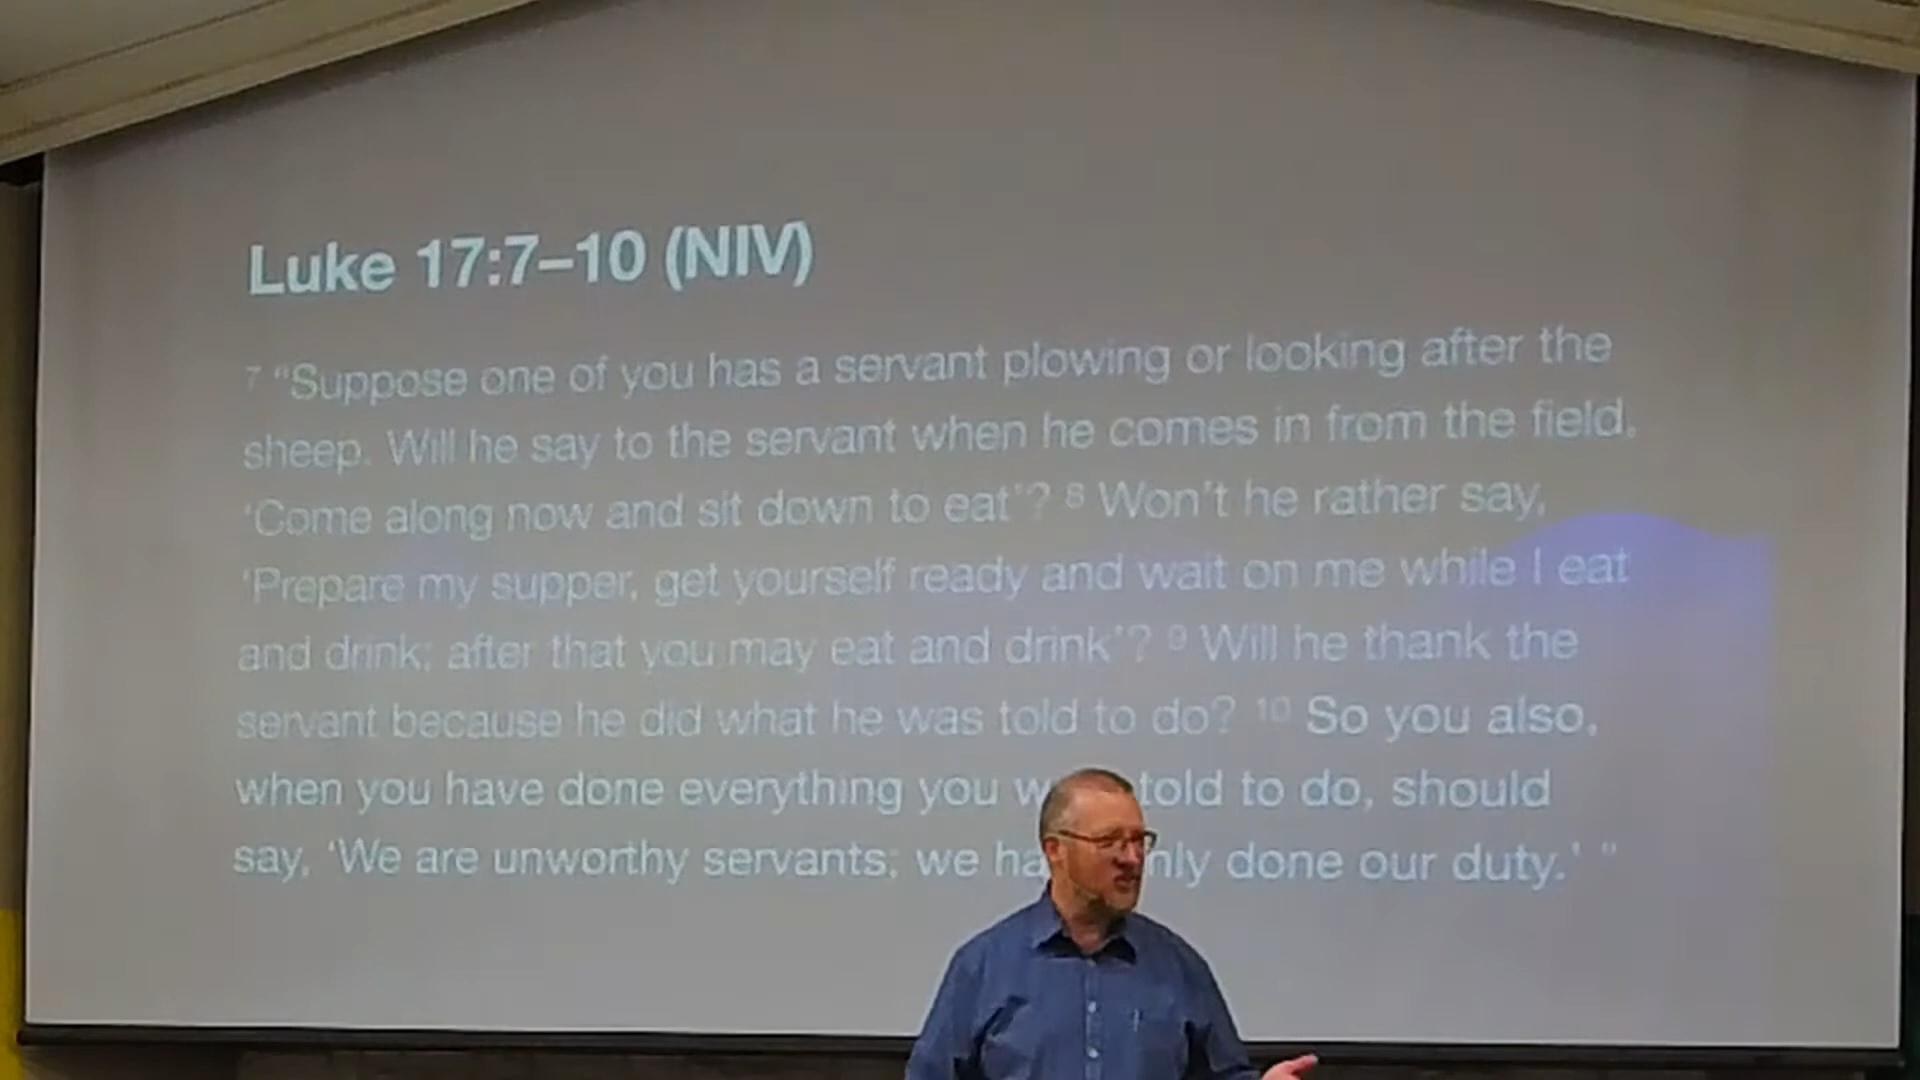 Luke 17:7–10 (NIV)
7 “Suppose one of you has a servant plowing or looking after the
sheep. Will he say to the servant when he comes in from the field,
‘Come along now and sit down to eat’? 8 Won’t he rather say,
‘Prepare my supper, get yourself ready and wait on me while I eat
and drink; after that you may eat and drink’? 9 Will he thank the
servant because he did what he was told to do? 10 So you also,
when you have done everything you told to do, should
say, ‘We are unworthy servants; we done our duty.’ ”